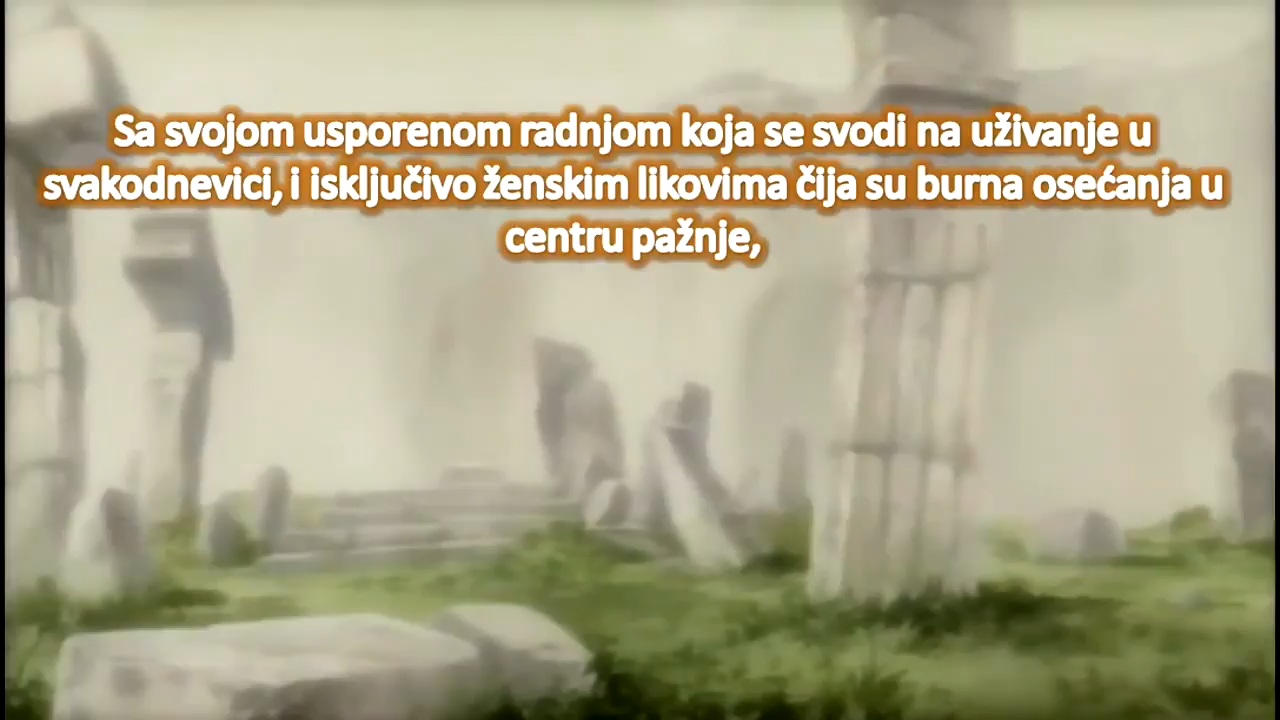 Sa svojom usporenom radnjom koja se svodi na uživanje u
svakodnevici, i isključivo ženskim likovima čija su burna osećanja u
centru pažnje,